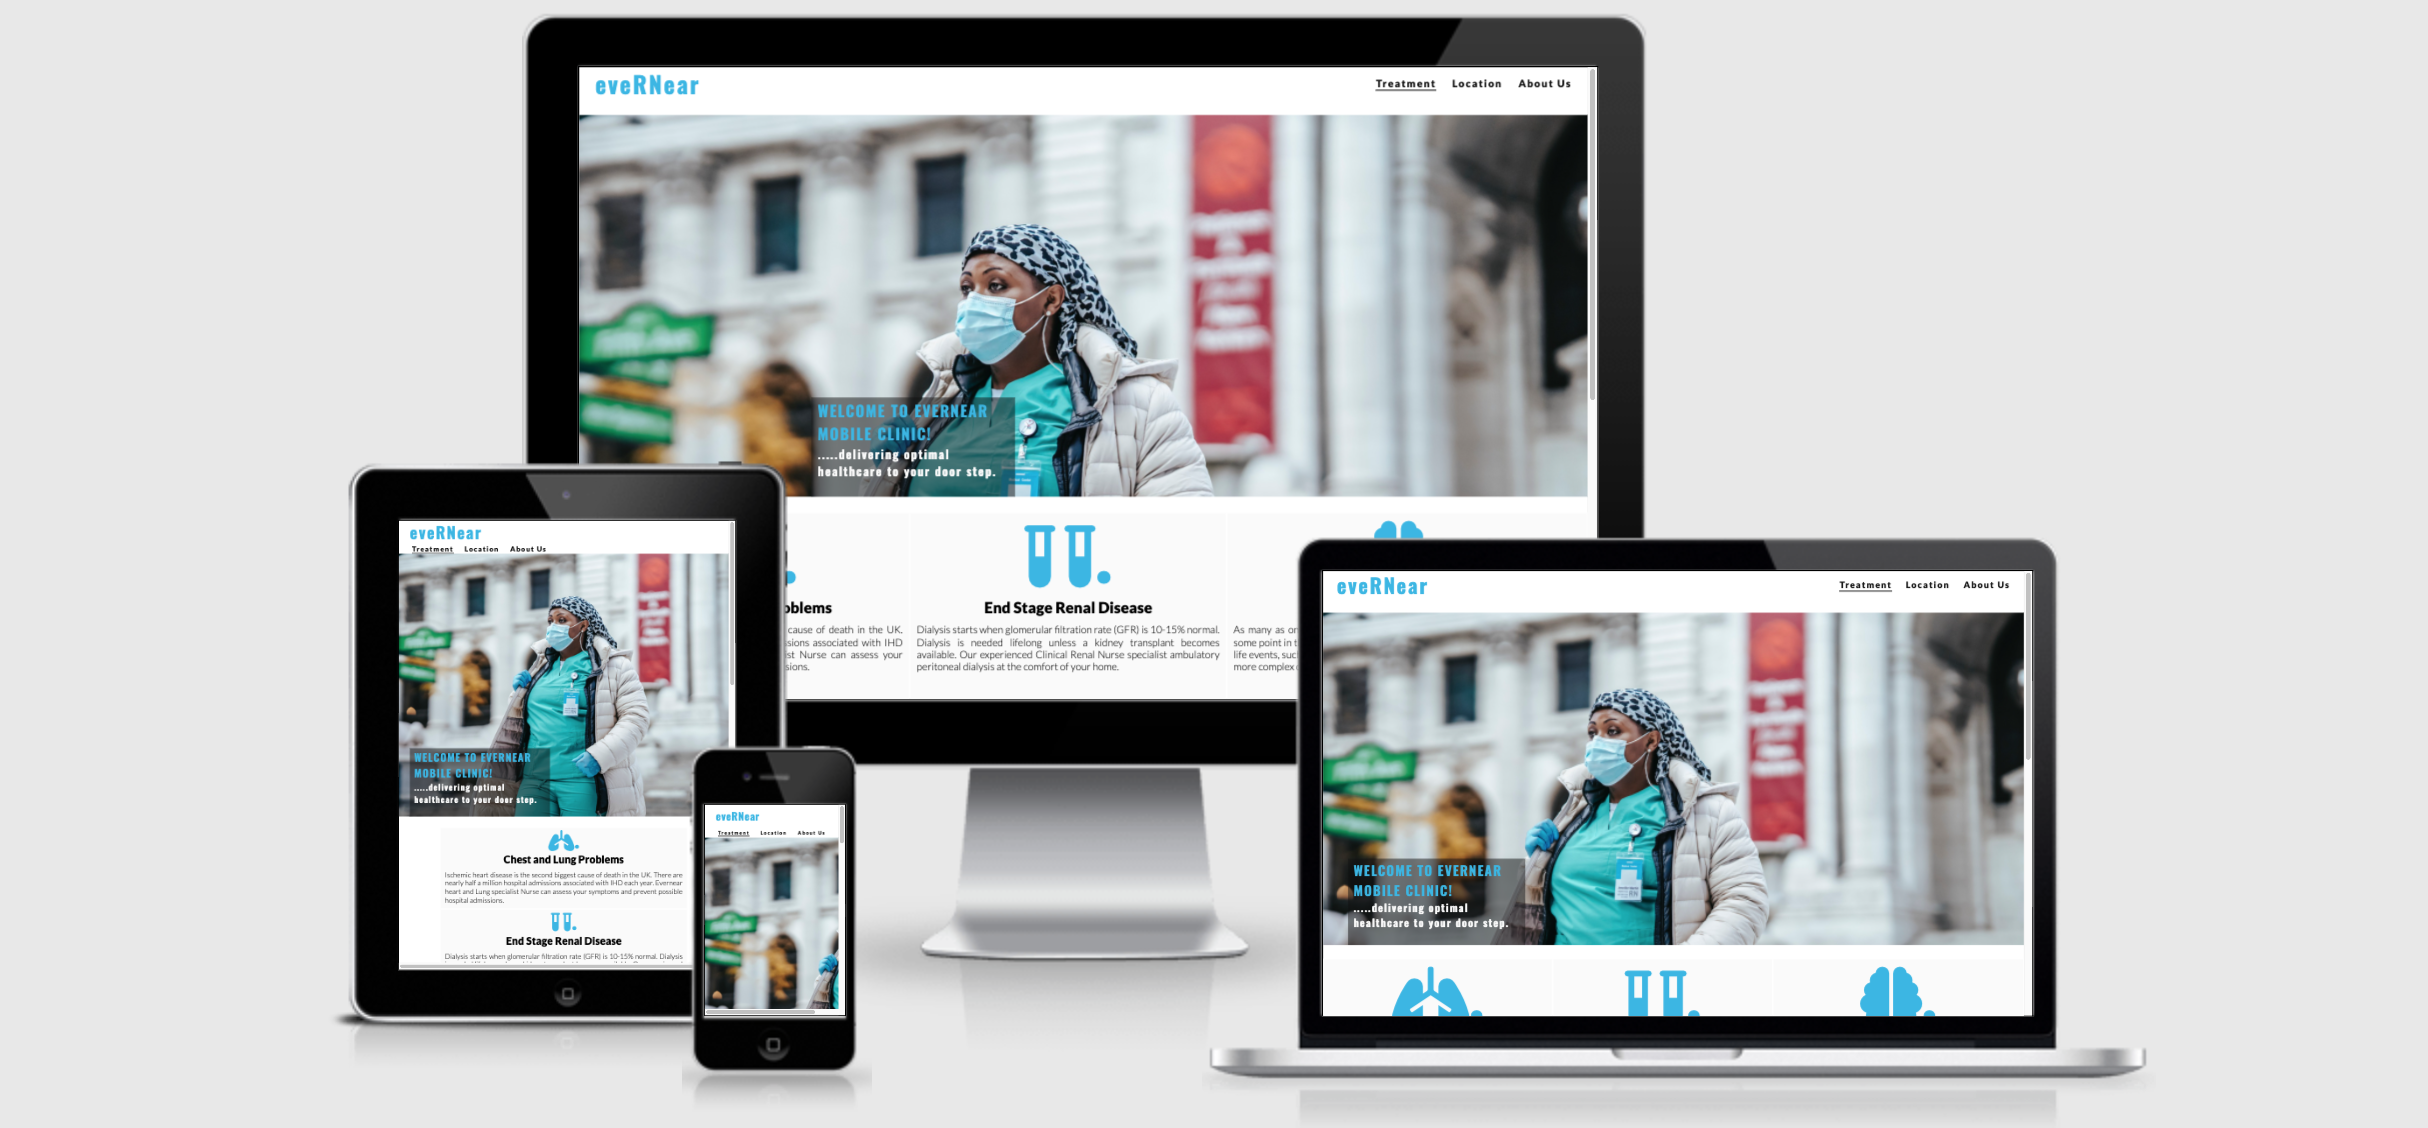 eveRNear
Treatment Location About Us
WELCOME TO EVERNEAR
MOBILE CLINIC!
.....delivering optimal
healthcare to your door step.
oblems
cause of death in the UK.
sions associated with IHD
st Nurse can assess your
sions.
End Stage Renal Disease
Dialysis starts when glomerular filtration rate (GFR) is 10-15% normal.
Dialysis is needed lifelong unless a kidney transplant becomes
available. Our experienced Clinical Renal Nurse specialist ambulatory
peritoneal dialysis at the comfort of your home.
As many as or
some point in t
life events, suc
more complex
eveRNear
Treatment Location About Us
WELCOME TO EVERNEAR
MOBILE CLINIC!
.....delivering optimal
healthcare to your door step.
Chest and Lung Problems
Ischemic heart disease is the second biggest cause of death in the UK. There are
nearly half a million hospital admissions associated with IHD each year. Evernear
heart and Lung specialist Nurse can assess your symptoms and prevent possible
hospital admissions.
End Stage Renal Disease
Dialysis starts when glomerular filtration rate (GFR) is 10-15% normal. Dialysis
eveRNear
Treatment Location About Us
eveRNear
Treatment Location About Us
WELCOME TO EVERNEAR
MOBILE CLINIC!
.....delivering optimal
healthcare to your door step.
RN